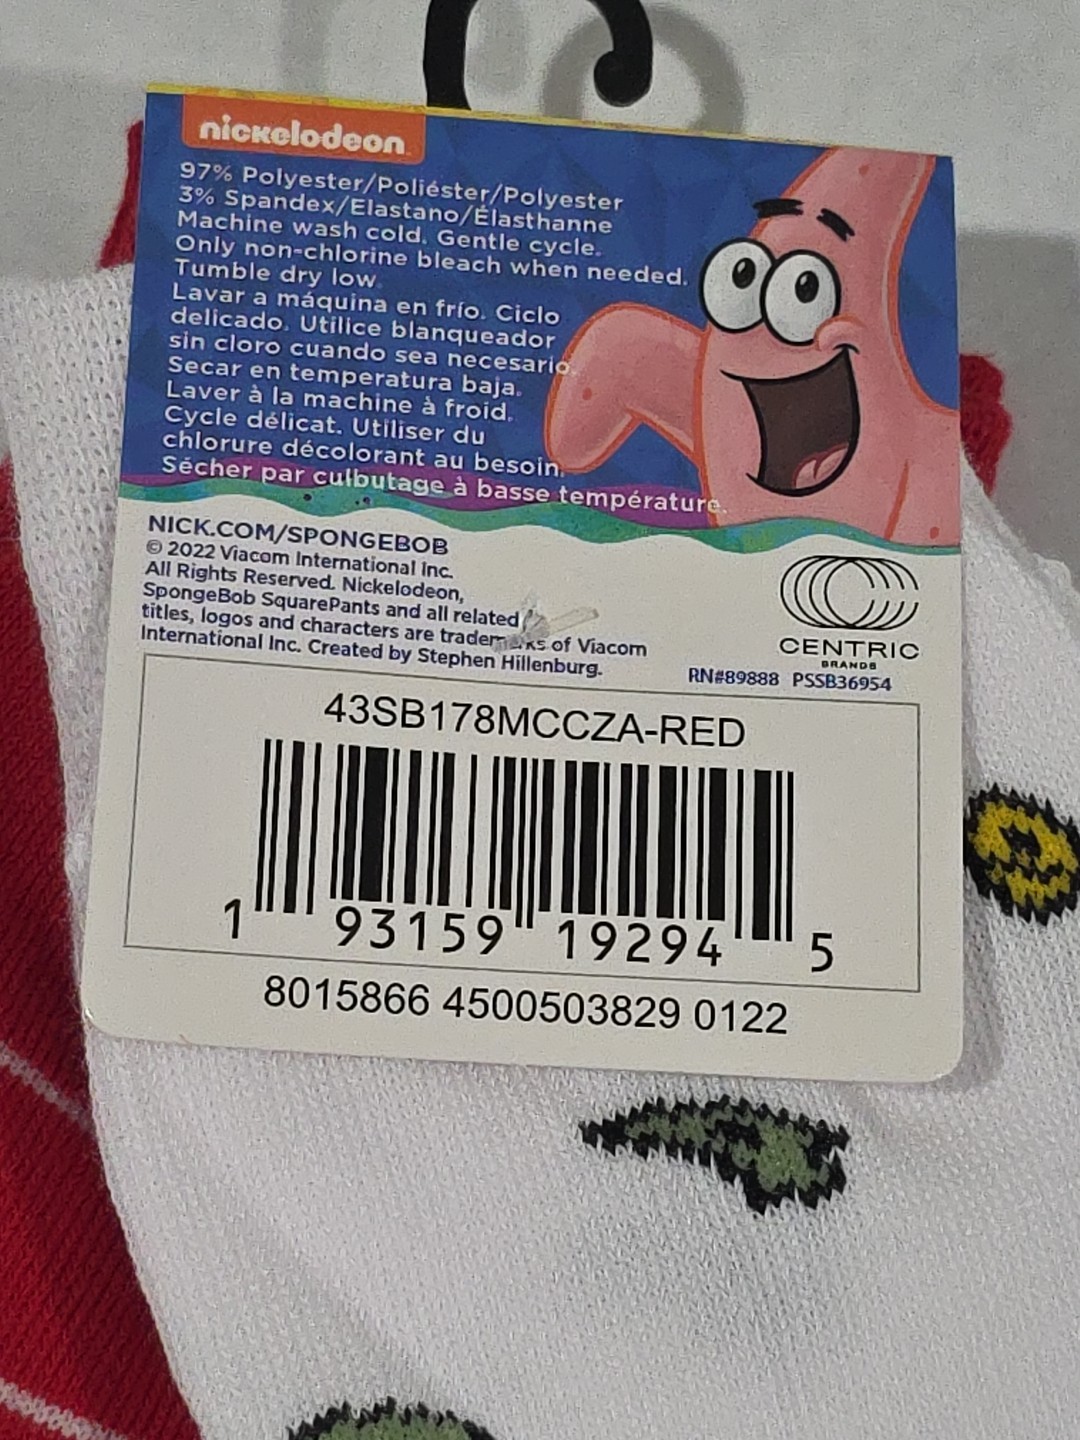 nickelodeon
97% Polyester/Poliéster/Polyester
3% Spandex/Elastano/Élasthanne
Machine wash cold. Gentle cycle.
Only non-chlorine bleach when needed.
Tumble dry low.
Lavar a máquina en frío. Ciclo
delicado. Utilice blanqueador
sin cloro cuando sea necesario.
Secar en temperatura baja.
Laver à la machine à froid.
Cycle délicat. Utiliser du
chlorure décolorant au besoin.
Sécher par culbutage à basse température.
NICK.COM/SPONGEBOB
© 2022 Viacom International Inc.
All Rights Reserved. Nickelodeon,
SpongeBob SquarePants and all related
titles, logos and characters are trademarks of Viacom
International Inc. Created by Stephen Hillenburg.
CENTRIC
BRANDS
RN#89888 PSSB36954
43SB178MCCZA-RED
1 93159 19294 5
8015866 4500503829 0122